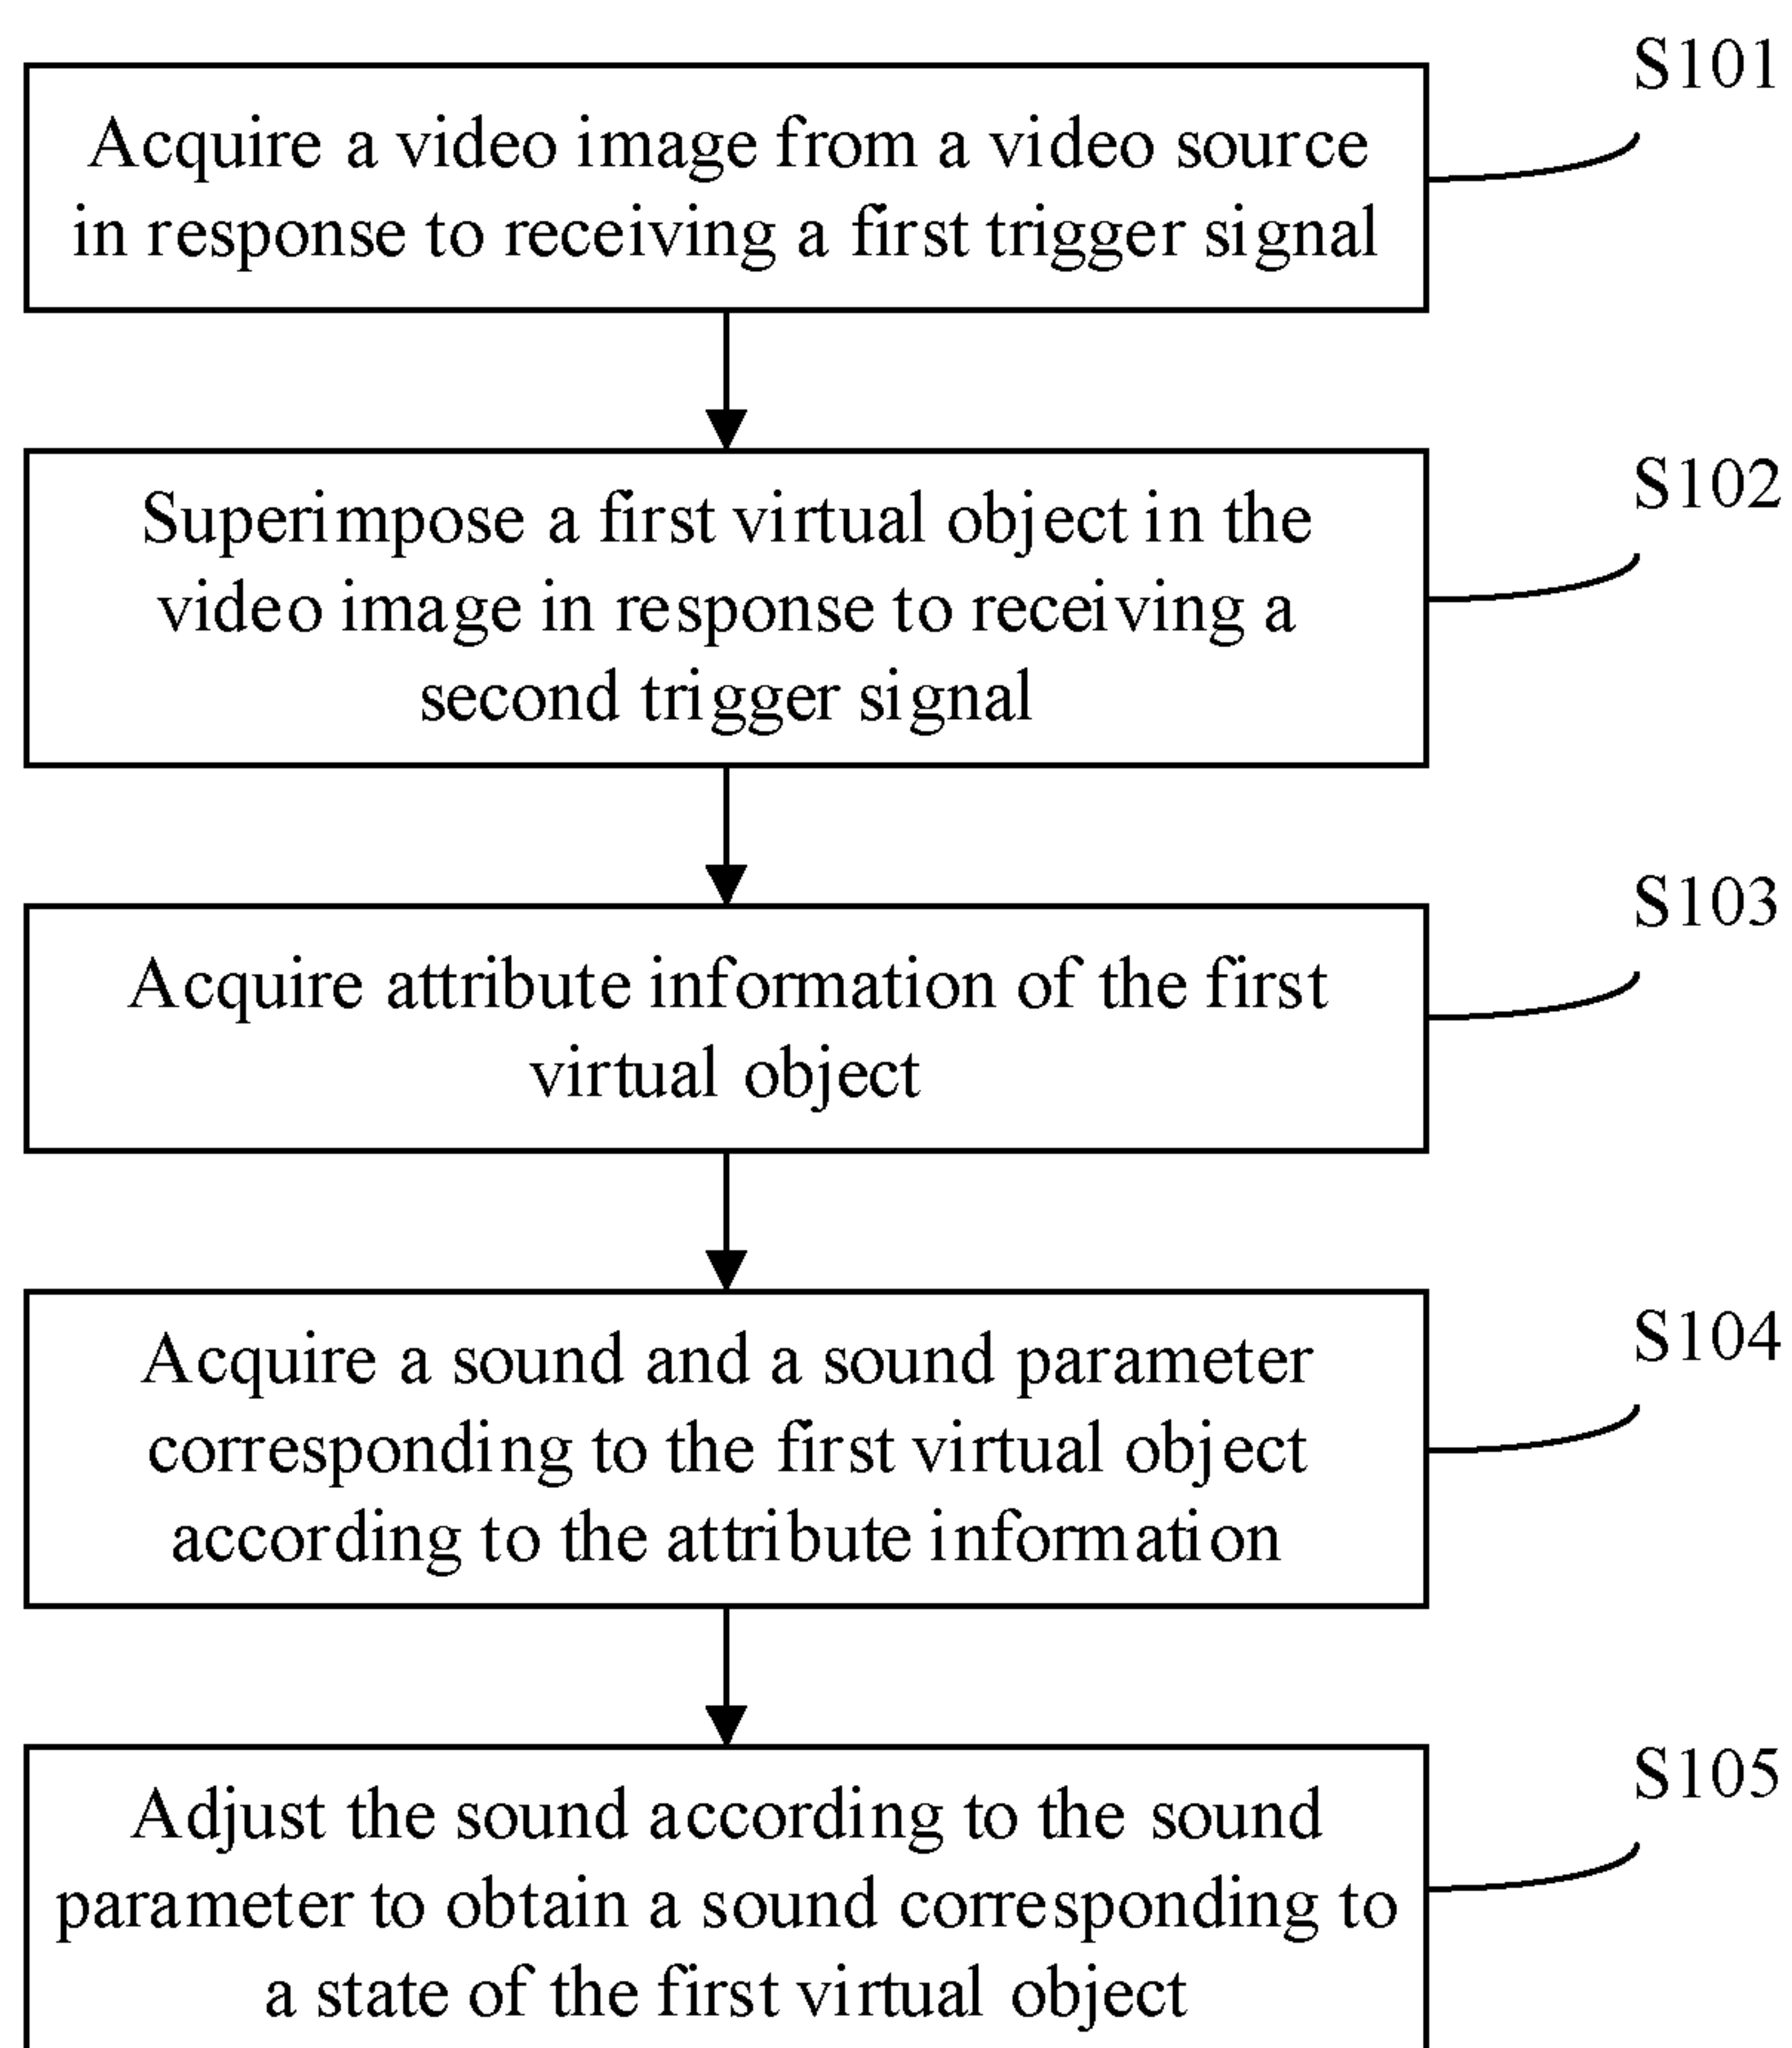 S101
Acquire a video image from a video source
in response to receiving a first trigger signal
S102
Superimpose a first virtual object in the
video image in response to receiving a
second trigger signal
S103
Acquire attribute information of the first
virtual object
S104
Acquire a sound and a sound parameter
corresponding to the first virtual object
according to the attribute information
S105
Adjust the sound according to the sound
parameter to obtain a sound corresponding to
a state of the first virtual object